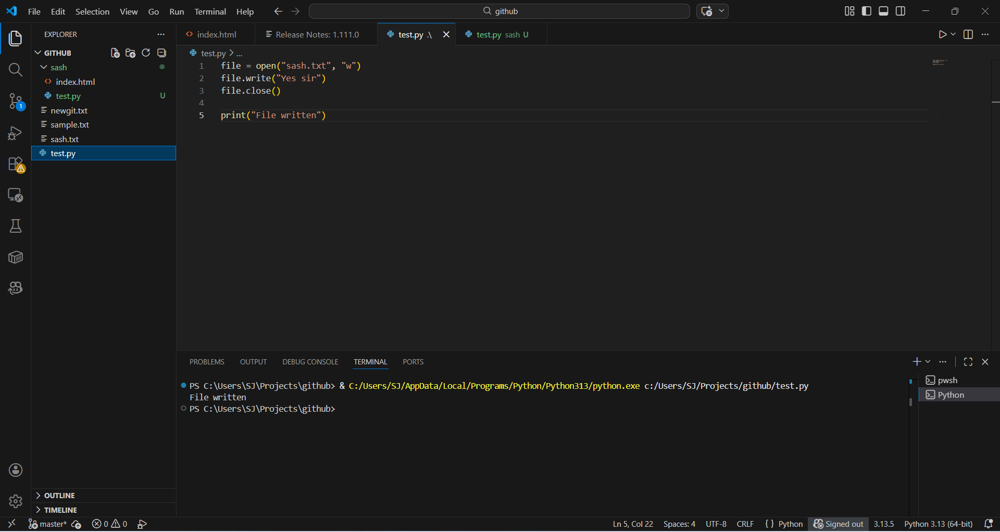 File Edit Selection View Go Run Terminal Help github
EXPLORER
GITHUB
sash
index.html
test.py U
newgit.txt
sample.txt
sash.txt
test.py
OUTLINE
TIMELINE
index.html Release Notes: 1.111.0 test.py .\ test.py sash U
test.py > ...
1 file = open("sash.txt", "w")
2 file.write("Yes sir")
3 file.close()
4
5 print("File written")
PROBLEMS OUTPUT DEBUG CONSOLE TERMINAL PORTS
PS C:\Users\SJ\Projects\github> & C:/Users/SJ/AppData/Local/Programs/Python/Python313/python.exe c:/Users/SJ/Projects/github/test.py
File written
PS C:\Users\SJ\Projects\github>
pwsh
Python
1
master* 0 0 Ln 5, Col 22 Spaces: 4 UTF-8 CRLF { } Python Signed out 3.13.5 Python 3.13 (64-bit)